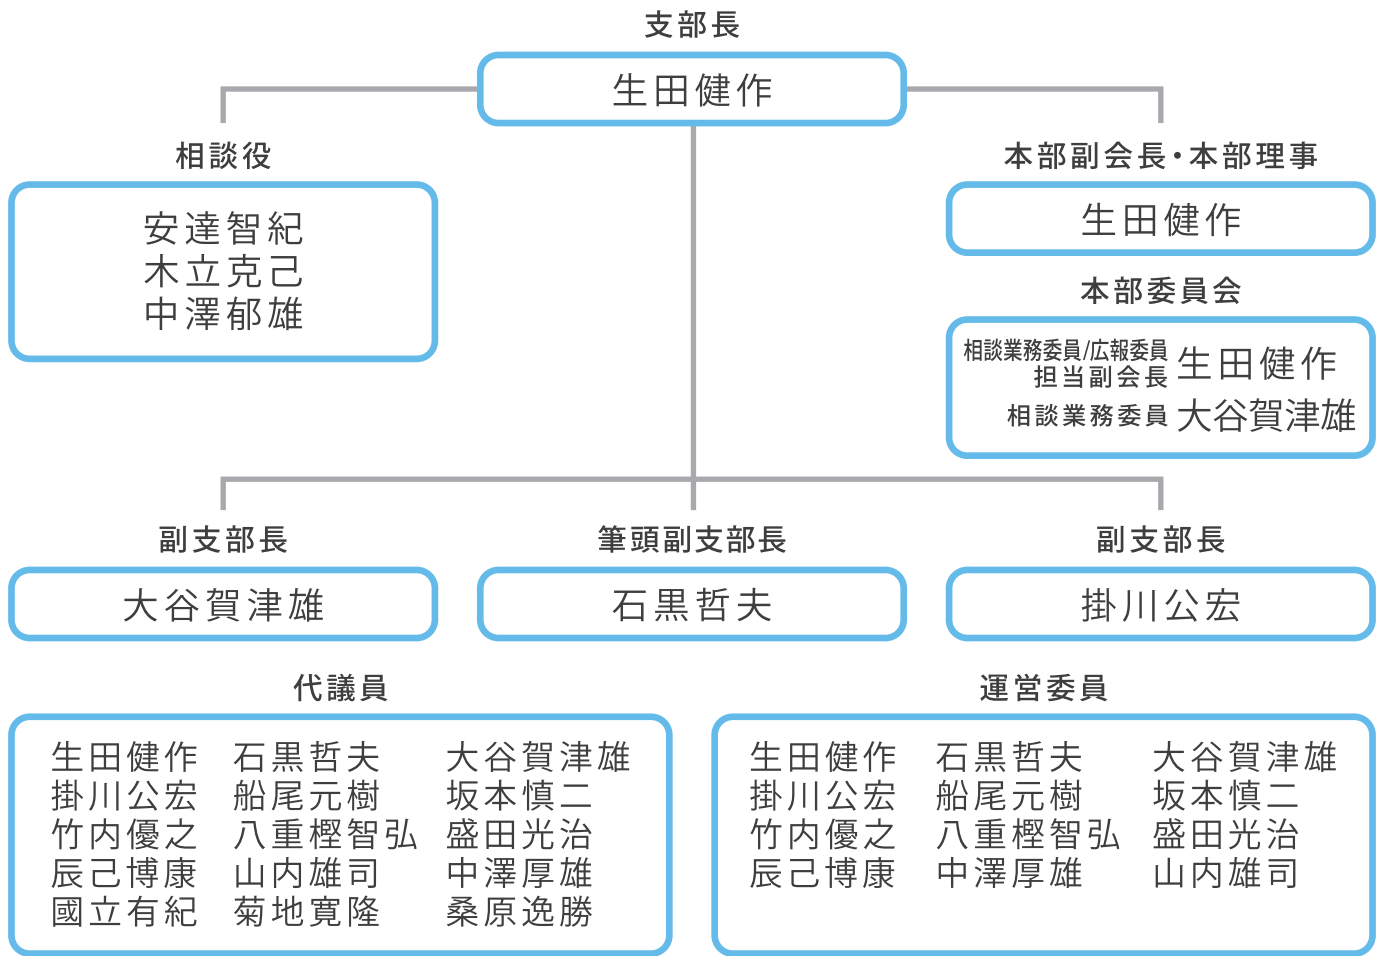 支部長
生田健作
相談役
安達智紀
木立克己
中澤郁雄
本部副会長・本部理事
生田健作
本部委員会
相談業務委員/広報委員
担当副会長 生田健作
相談業務委員 大谷賀津雄
副支部長
大谷賀津雄
筆頭副支部長
石黒哲夫
副支部長
掛川公宏
代議員
生田健作 石黒哲夫 大谷賀津雄
掛川公宏 船尾元樹 坂本慎二
竹内優之 八重樫智弘 盛田光治
辰己博康 山内雄司 中澤厚雄
國立有紀 菊地寛隆 桑原逸勝
運営委員
生田健作 石黒哲夫 大谷賀津雄
掛川公宏 船尾元樹 坂本慎二
竹内優之 八重樫智弘 盛田光治
辰己博康 中澤厚雄 山内雄司